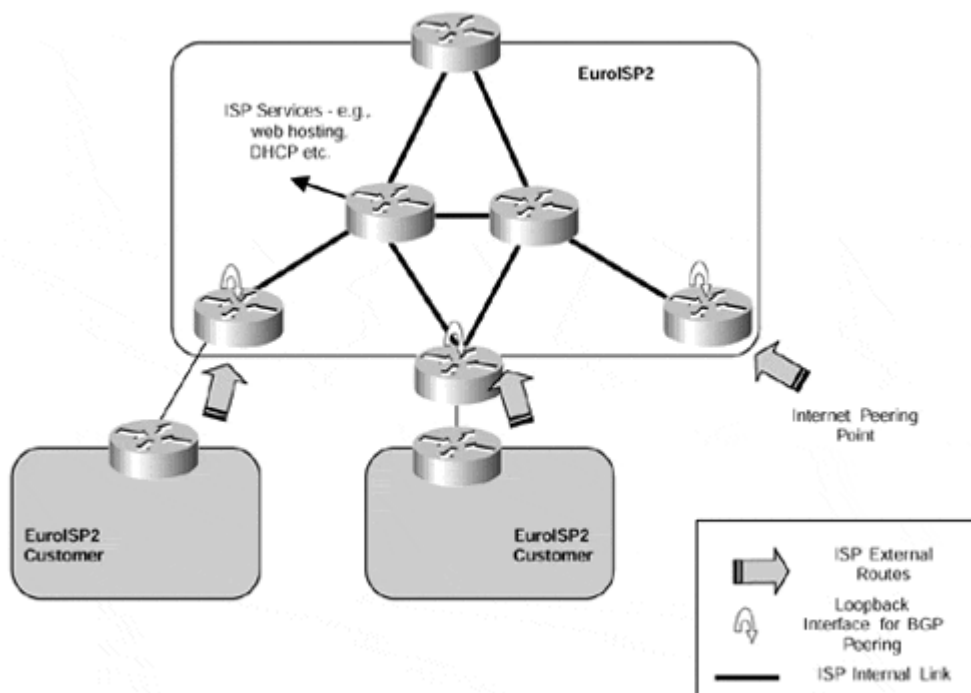 EuroISP2
ISP Services - e.g.,
web hosting,
DHCP etc.
Internet Peering
Point
EuroISP2
Customer
EuroISP2
Customer
ISP External
Routes
Loopback
Interface for BGP
Peering
ISP Internal Link